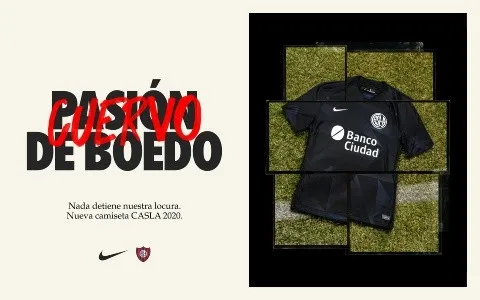 PASIÓN
CUERVO
DE BOEDO
Nada detiene nuestra locura.
Nueva camiseta CASLA 2020.
Banco
Ciudad